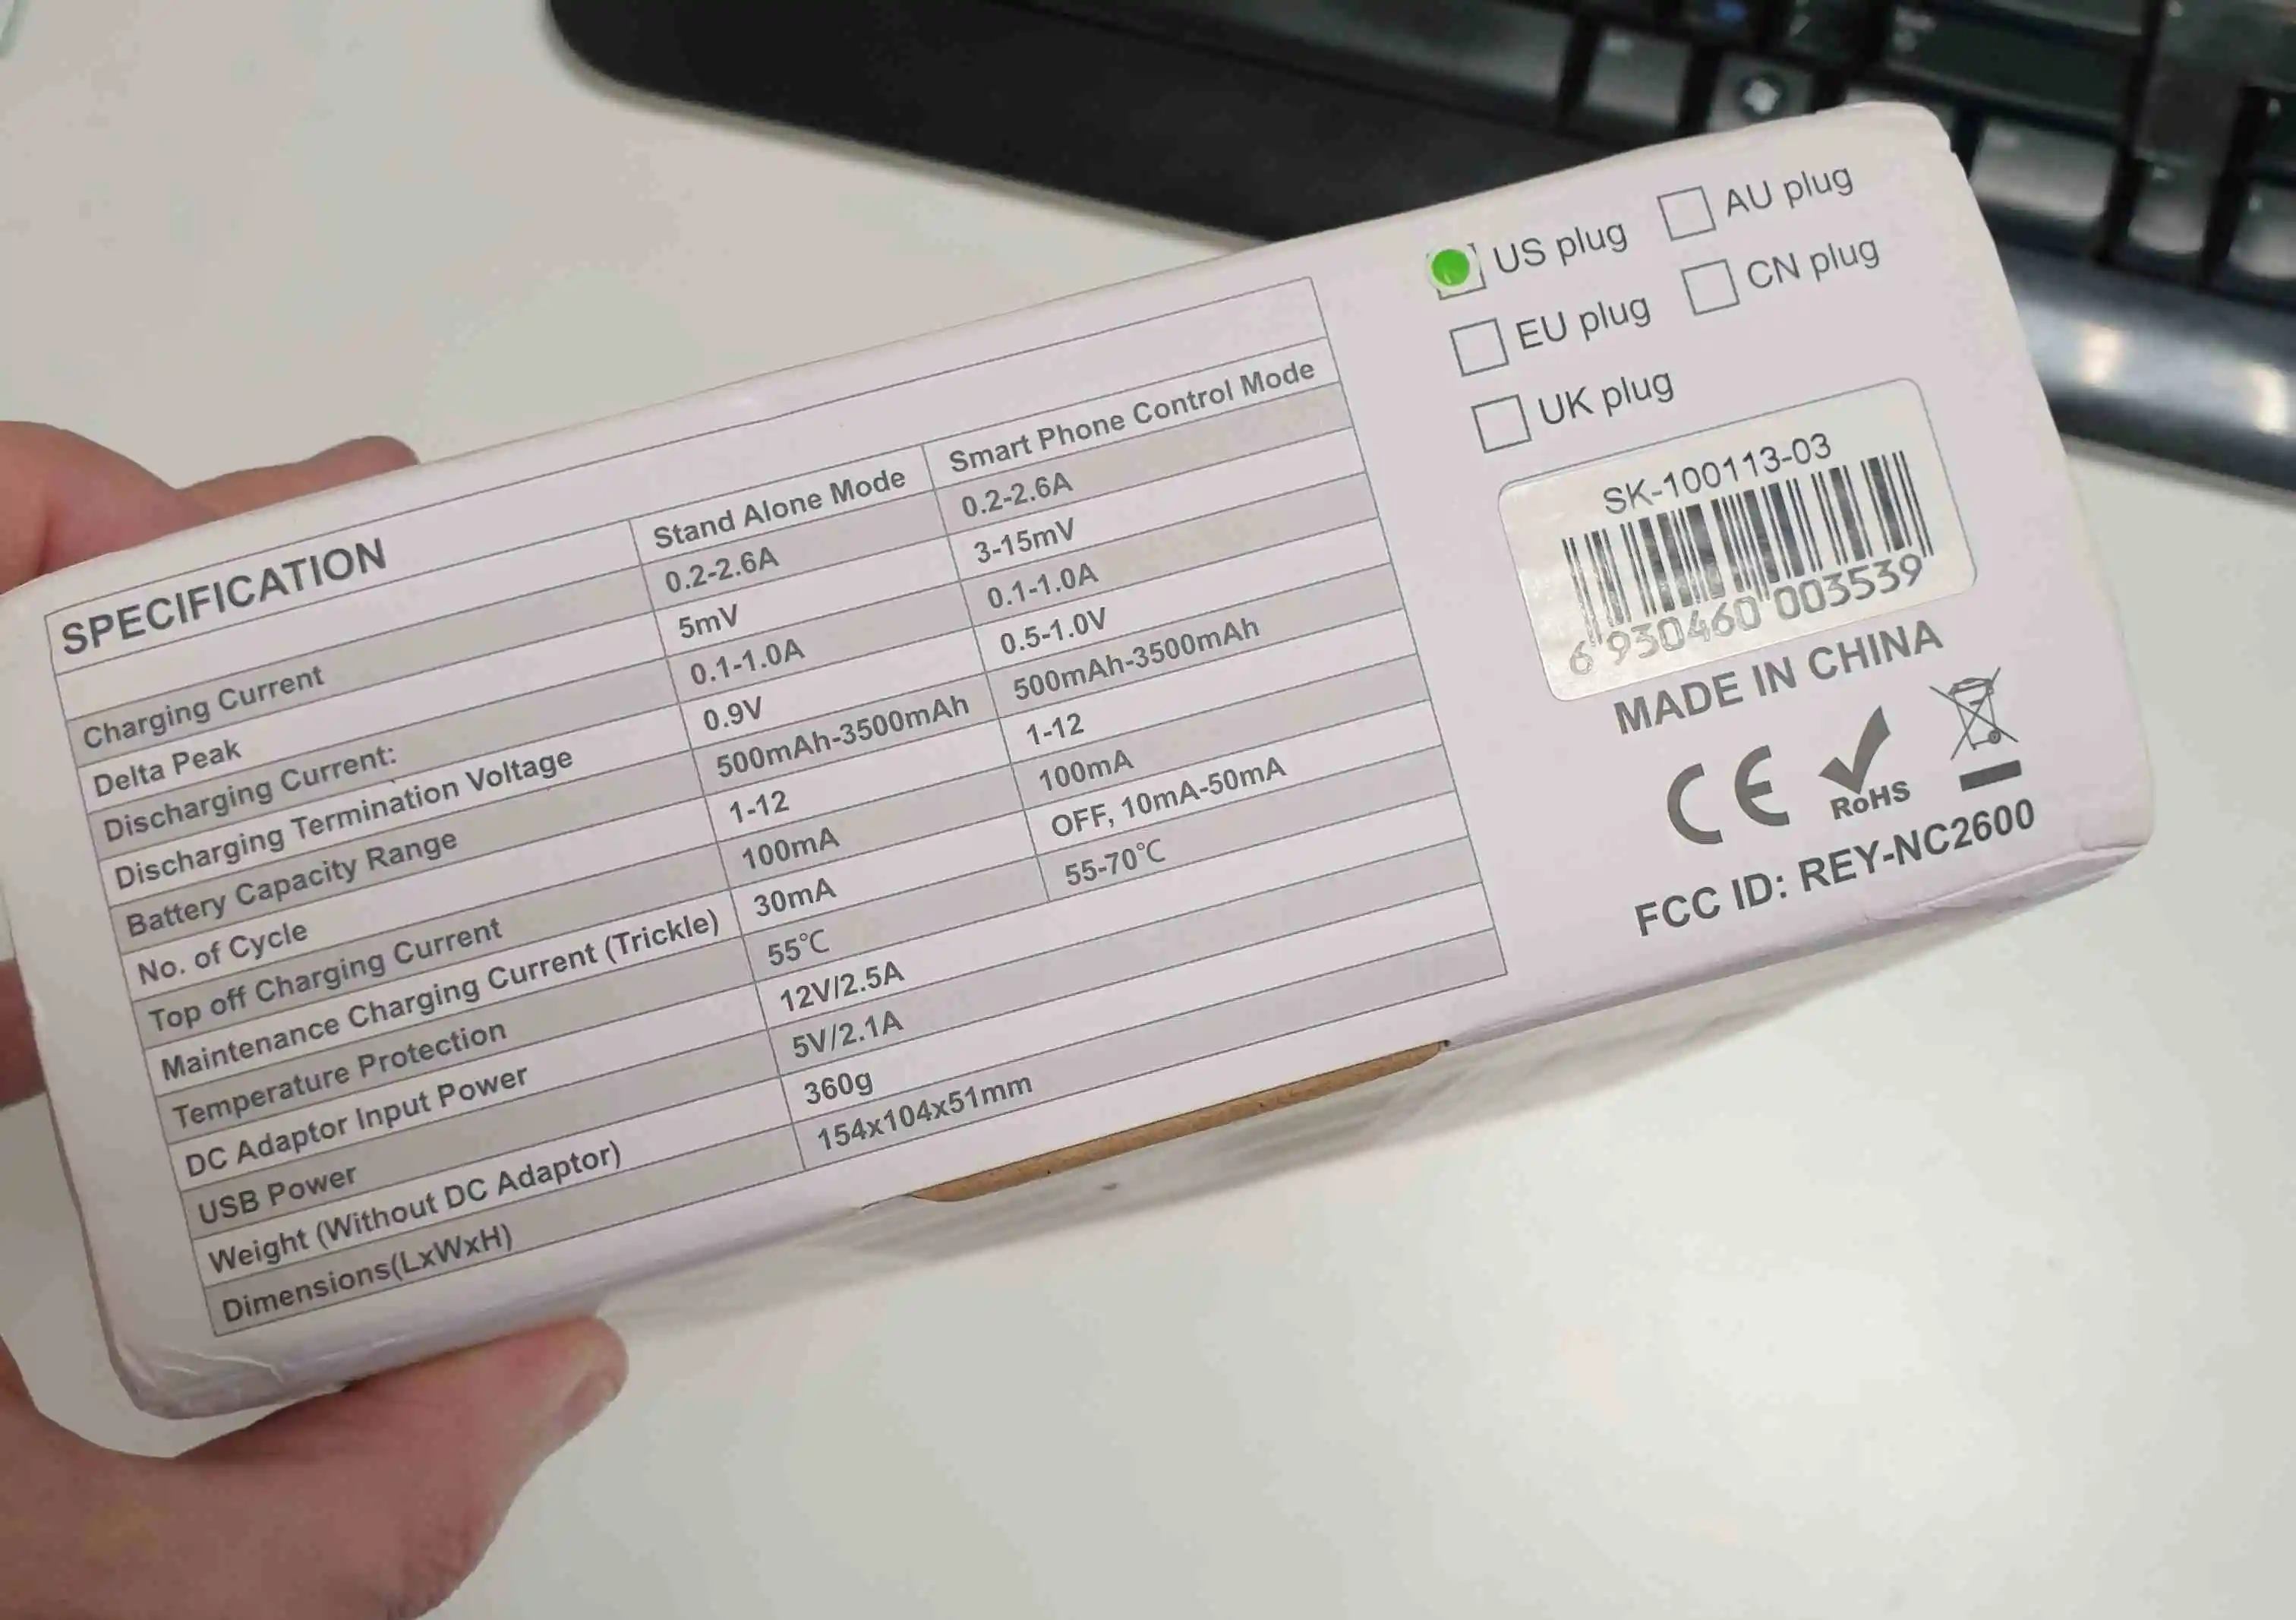 SPECIFICATION
Stand Alone Mode Smart Phone Control Mode
Charging Current 0.2-2.6A 0.2-2.6A
Delta Peak 5mV 3-15mV
Discharging Current: 0.1-1.0A 0.1-1.0A
Discharging Termination Voltage 0.9V 0.5-1.0V
Battery Capacity Range 500mAh-3500mAh 500mAh-3500mAh
No. of Cycle 1-12 1-12
Top off Charging Current 100mA 100mA
Maintenance Charging Current (Trickle) 30mA OFF, 10mA-50mA
Temperature Protection 55℃ 55-70℃
DC Adaptor Input Power 12V/2.5A
USB Power 5V/2.1A
Weight (Without DC Adaptor) 360g
Dimensions(LxWxH) 154x104x51mm
US plug AU plug
EU plug CN plug
UK plug
SK-100113-03
6 930460 003539
MADE IN CHINA
CE RoHS
FCC ID: REY-NC2600